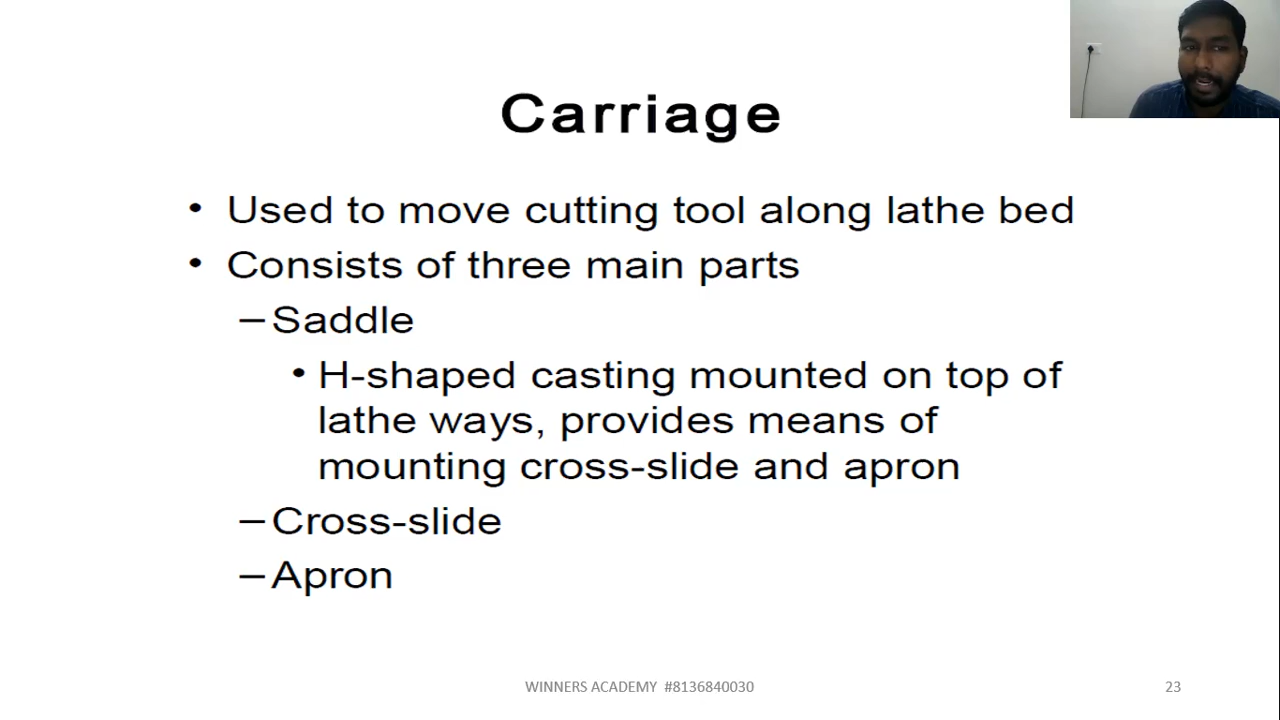 Carriage
• Used to move cutting tool along lathe bed
• Consists of three main parts
– Saddle
• H-shaped casting mounted on top of
lathe ways, provides means of
mounting cross-slide and apron
– Cross-slide
– Apron
WINNERS ACADEMY #8136840030
23